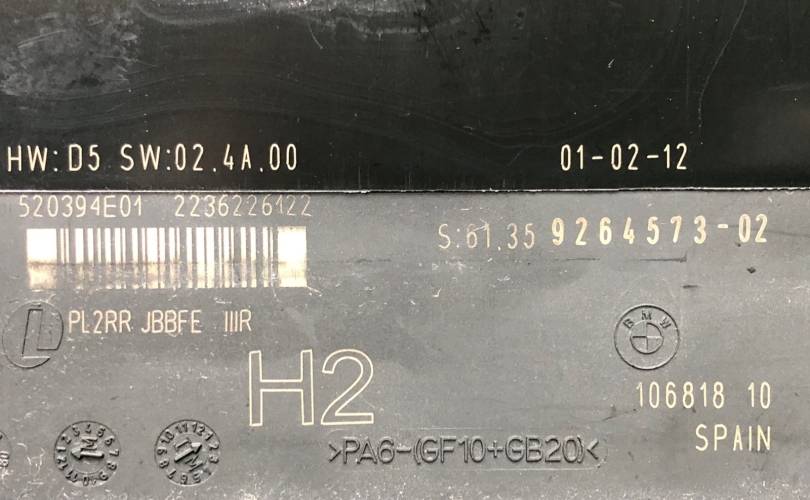 HW:D5 SW:02.4A.00 01-02-12
520394E01 2236226122
S:61.35 9264573-02
PL2RR JBBFE IIIR
BMW
H2
106818 10
SPAIN
>PA6-(GF10+GB20)<